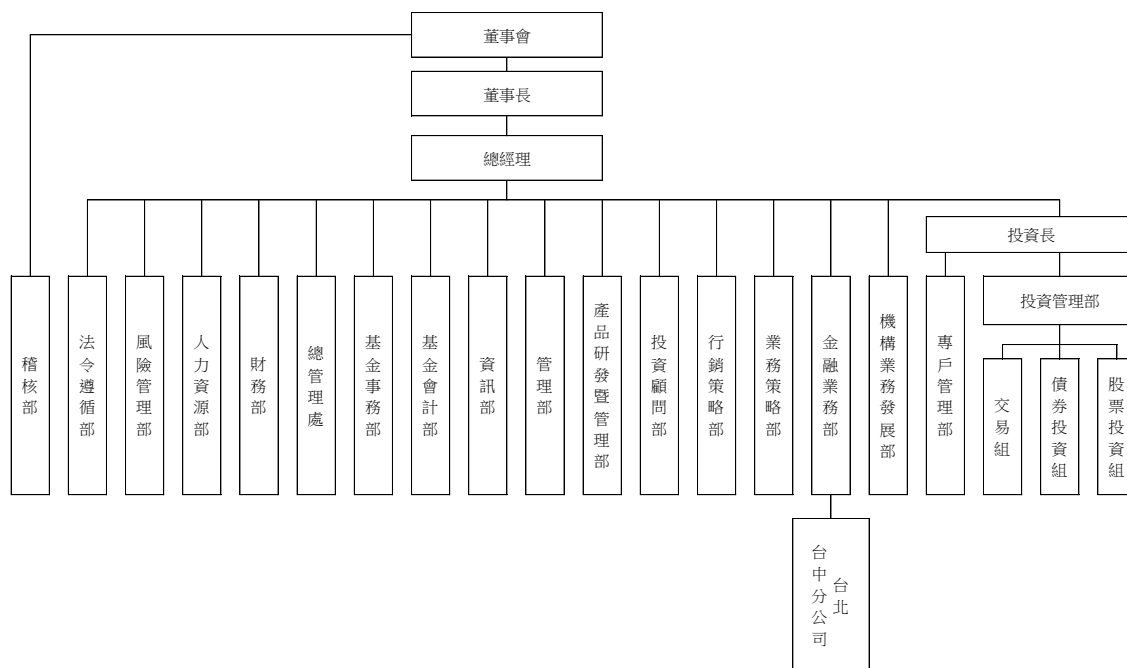 董事會
董事長
總經理
投資長
投資管理部
稽核部
法令遵循部
風險管理部
人力資源部
財務部
總管理處
基金事務部
基金會計部
資訊部
管理部
產品研發暨管理部
投資顧問部
行銷策略部
業務策略部
金融業務部
機構業務發展部
專戶管理部
交易組
債券投資組
股票投資組
台北
台中分公司